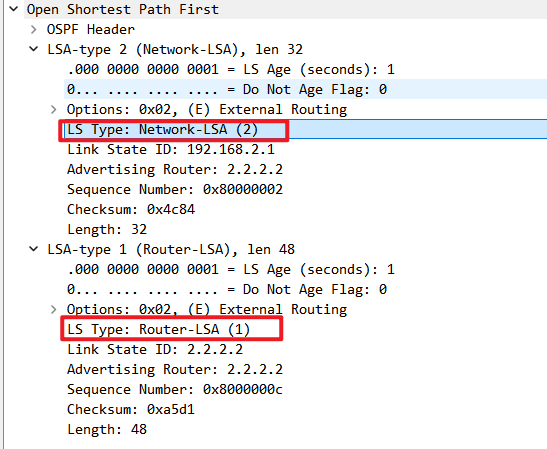 Open Shortest Path First
OSPF Header
LSA-type 2 (Network-LSA), len 32
.000 0000 0000 0001 = LS Age (seconds): 1
0... .... .... .... = Do Not Age Flag: 0
Options: 0x02, (E) External Routing
LS Type: Network-LSA (2)
Link State ID: 192.168.2.1
Advertising Router: 2.2.2.2
Sequence Number: 0x80000002
Checksum: 0x4c84
Length: 32
LSA-type 1 (Router-LSA), len 48
.000 0000 0000 0001 = LS Age (seconds): 1
0... .... .... .... = Do Not Age Flag: 0
Options: 0x02, (E) External Routing
LS Type: Router-LSA (1)
Link State ID: 2.2.2.2
Advertising Router: 2.2.2.2
Sequence Number: 0x8000000c
Checksum: 0xa5d1
Length: 48